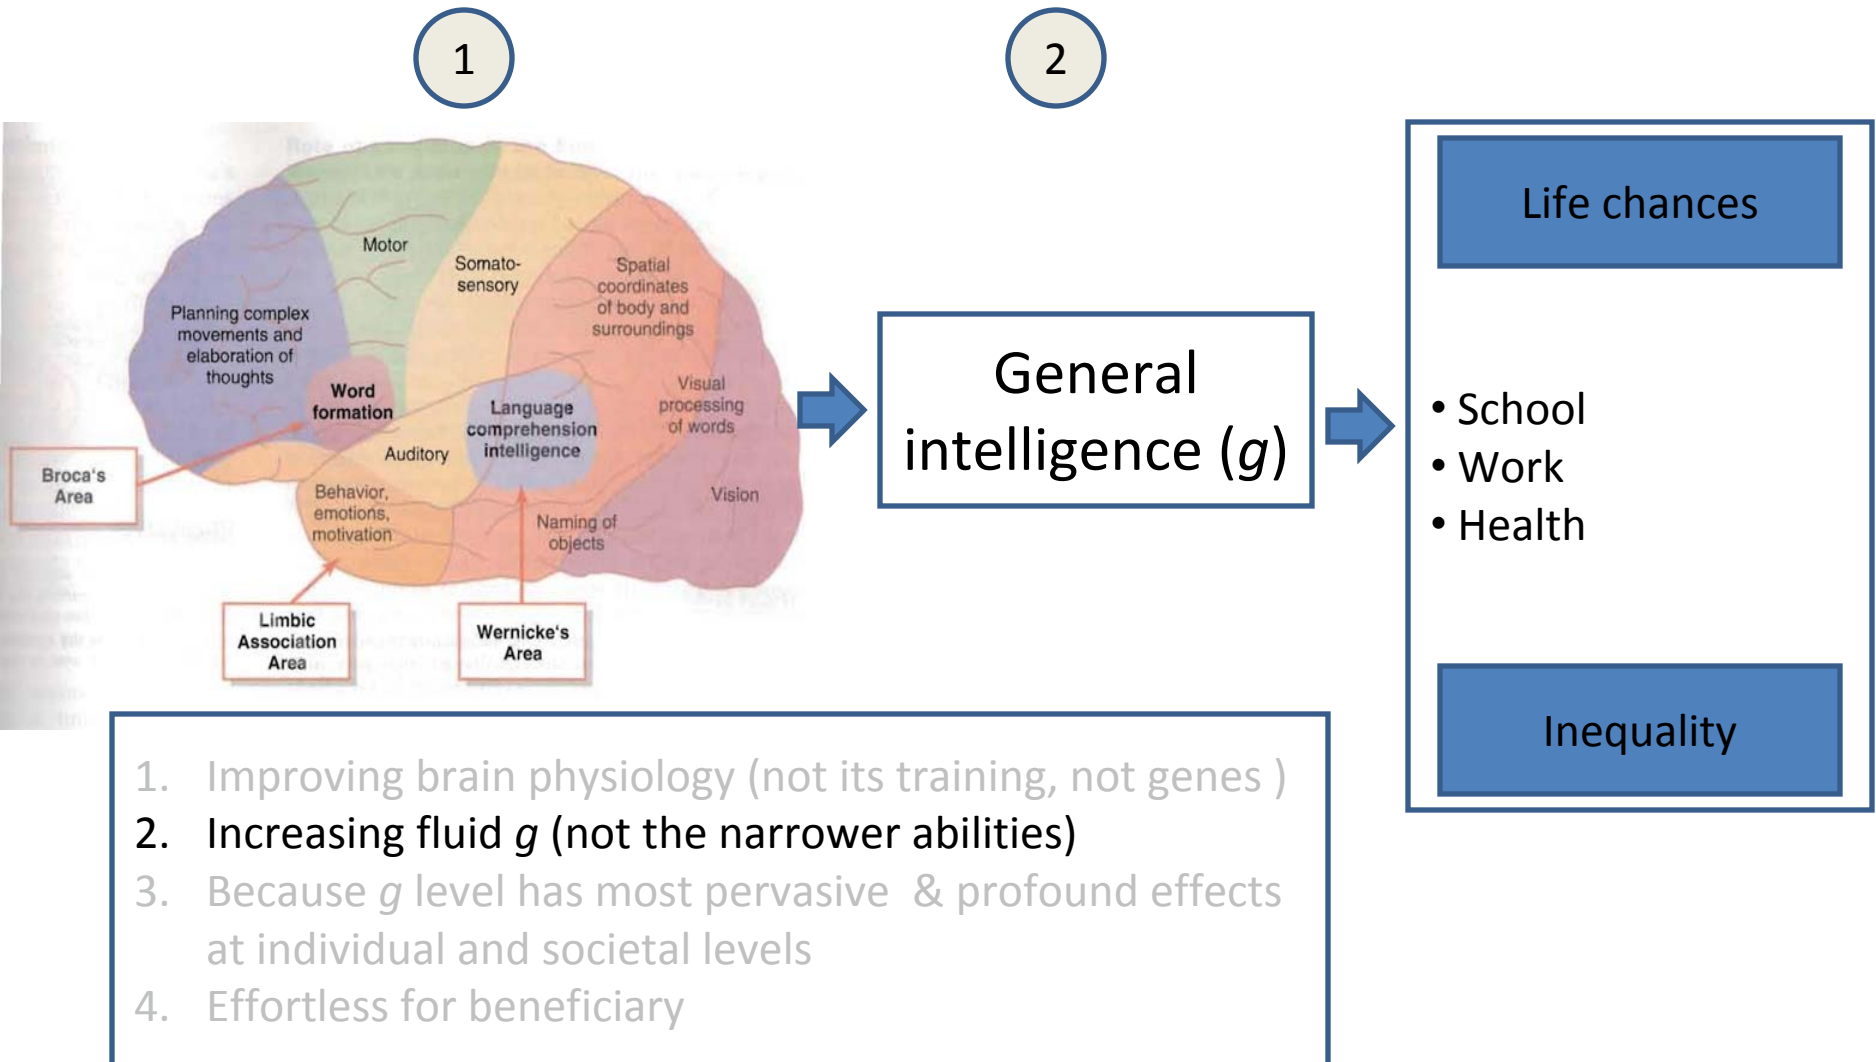 1
2
Motor
Somato-
sensory
Spatial
coordinates
of body and
surroundings
Planning complex
movements and
elaboration of
thoughts
Word
formation
Language
comprehension
intelligence
Visual
processing
of words
Auditory
Broca's
Area
Behavior,
emotions,
motivation
Naming of
objects
Vision
Limbic
Association
Area
Wernicke's
Area
General
intelligence (g)
Life chances
• School
• Work
• Health
Inequality
1. Improving brain physiology (not its training, not genes )
2. Increasing fluid g (not the narrower abilities)
3. Because g level has most pervasive & profound effects
at individual and societal levels
4. Effortless for beneficiary